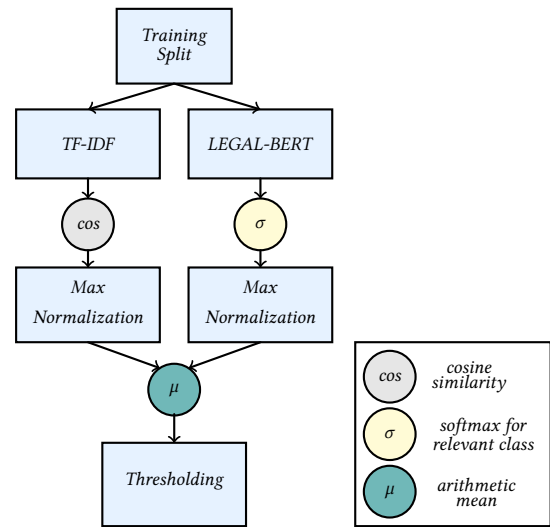 Training
Split
TF-IDF
LEGAL-BERT
cos
σ
Max
Normalization
Max
Normalization
μ
Thresholding
cos
cosine
similarity
σ
softmax for
relevant class
μ
arithmetic
mean